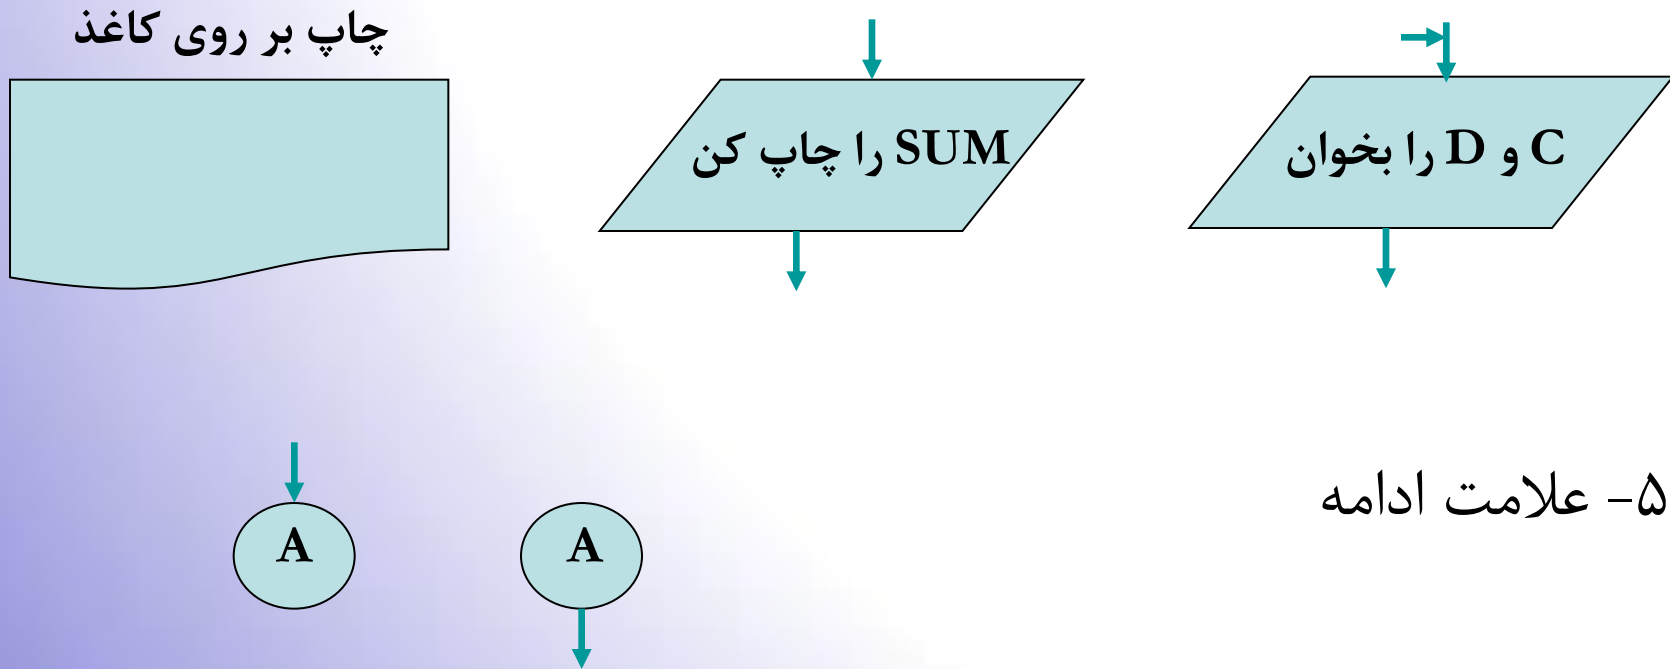 چاپ بر روی کاغذ
C و D را بخوان
SUM را چاپ کن
۵- علامت ادامه
A
A